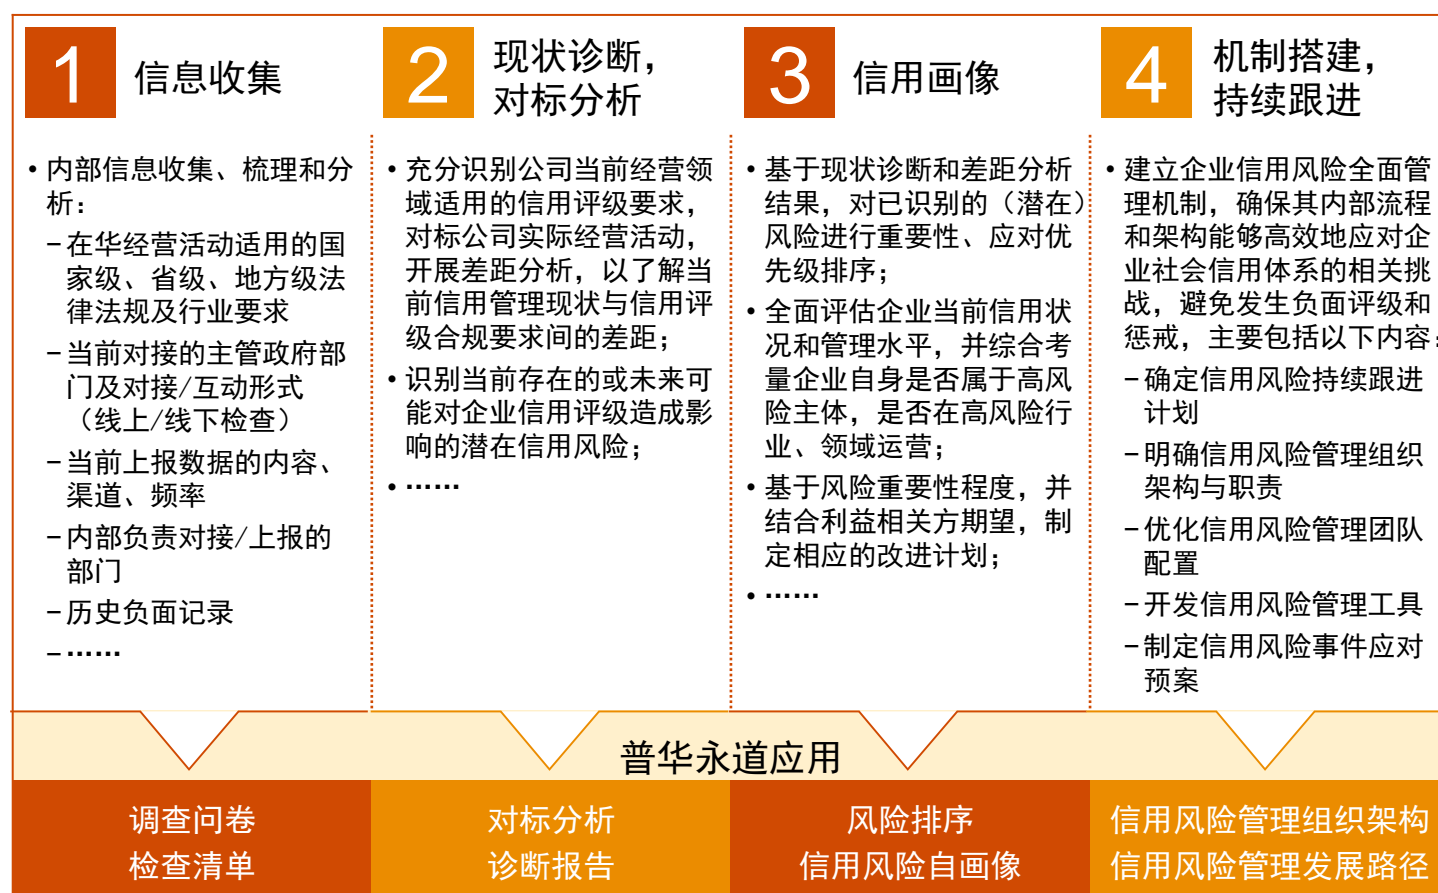 1
信息收集
• 内部信息收集、梳理和分
析：
–在华经营活动适用的国
家级、省级、地方级法
律法规及行业要求
–当前对接的主管政府部
门及对接/互动形式
（线上/线下检查）
–当前上报数据的内容、
渠道、频率
–内部负责对接/上报的
部门
–历史负面记录
–……
2
现状诊断，
对标分析
• 充分识别公司当前经营领
域适用的信用评级要求，
对标公司实际经营活动，
开展差距分析，以了解当
前信用管理现状与信用评
级合规要求间的差距；
• 识别当前存在的或未来可
能对企业信用评级造成影
响的潜在信用风险；
• ……
3
信用画像
• 基于现状诊断和差距分析
结果，对已识别的（潜在）
风险进行重要性、应对优
先级排序；
• 全面评估企业当前信用状
况和管理水平，并综合考
量企业自身是否属于高风
险主体，是否在高风险行
业、领域运营；
• 基于风险重要性程度，并
结合利益相关方期望，制
定相应的改进计划；
• ……
4
机制搭建，
持续跟进
• 建立企业信用风险全面管
理机制，确保其内部流程
和架构能够高效地应对企
业社会信用体系的相关挑
战，避免发生负面评级和
惩戒，主要包括以下内容：
–确定信用风险持续跟进
计划
–明确信用风险管理组织
架构与职责
–优化信用风险管理团队
配置
–开发信用风险管理工具
–制定信用风险事件应对
预案
普华永道应用
调查问卷
检查清单
对标分析
诊断报告
风险排序
信用风险自画像
信用风险管理组织架构
信用风险管理发展路径